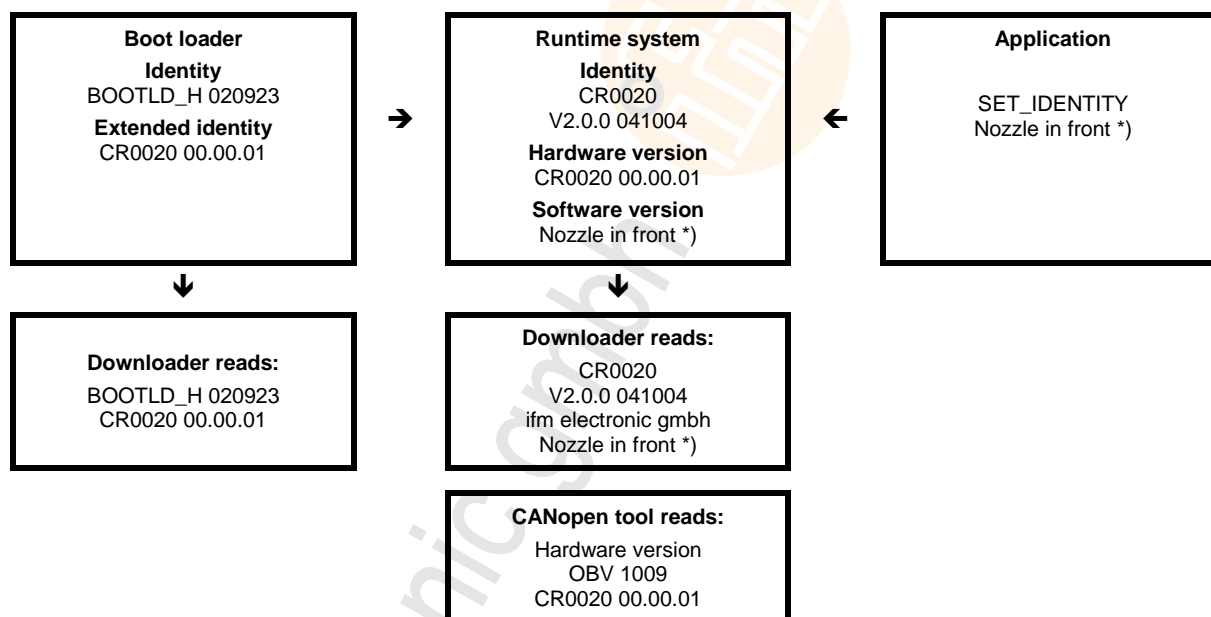 Boot loader
Identity
BOOTLD_H 020923
Extended identity
CR0020 00.00.01
Runtime system
Identity
CR0020
V2.0.0 041004
Hardware version
CR0020 00.00.01
Software version
Nozzle in front *)
Application
SET_IDENTITY
Nozzle in front *)
Downloader reads:
BOOTLD_H 020923
CR0020 00.00.01
Downloader reads:
CR0020
V2.0.0 041004
ifm electronic gmbh
Nozzle in front *)
CANopen tool reads:
Hardware version
OBV 1009
CR0020 00.00.01
nic gmbh